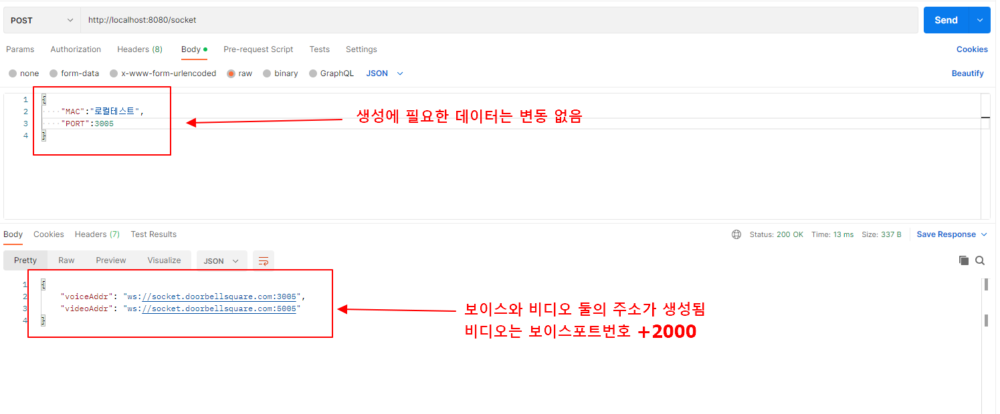 POST http://localhost:8080/socket Send
Params Authorization Headers (8) Body Pre-request Script Tests Settings Cookies
none form-data x-www-form-urlencoded raw binary GraphQL JSON Beautify
1 {
2 "MAC":"로컬테스트",
3 "PORT":3005
4 }
생성에 필요한 데이터는 변동 없음
Body Cookies Headers (7) Test Results Status: 200 OK Time: 13 ms Size: 337 B Save Response
Pretty Raw Preview Visualize JSON
1 {
2 "voiceAddr": "ws://socket.doorbellsquare.com:3005",
3 "videoAddr": "ws://socket.doorbellsquare.com:5005"
4 }
보이스와 비디오 둘의 주소가 생성됨
비디오는 보이스포트번호 +2000